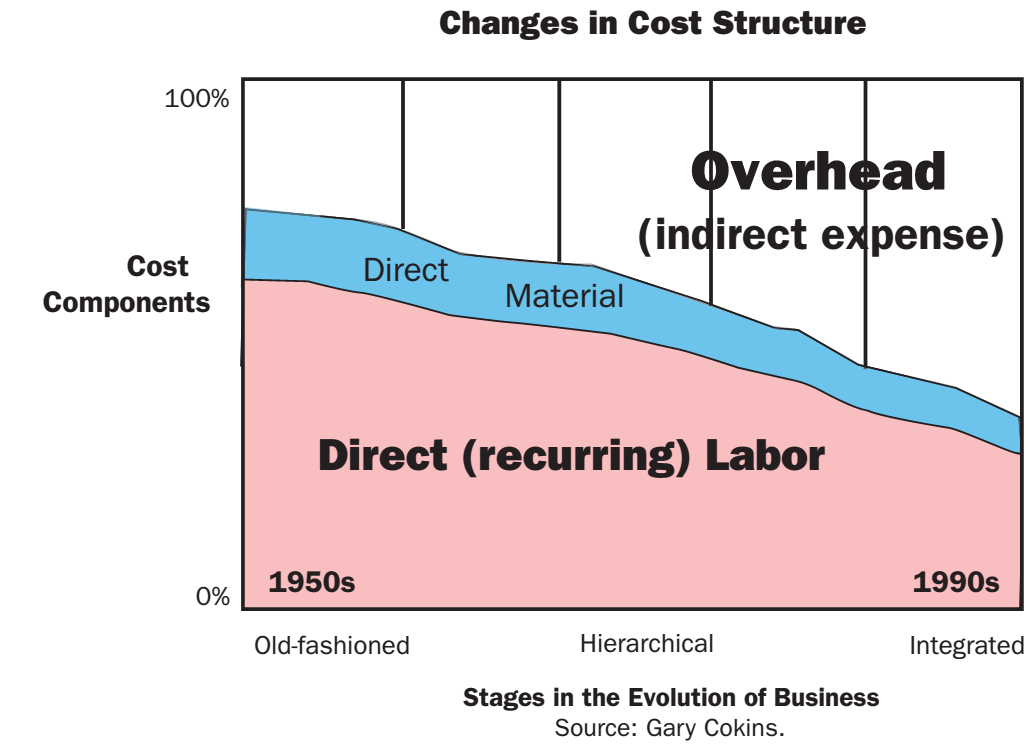 Changes in Cost Structure
100%
Overhead
(indirect expense)
Cost
Components
Direct
Material
Direct (recurring) Labor
1950s
1990s
0%
Old-fashioned
Hierarchical
Integrated
Stages in the Evolution of Business
Source: Gary Cokins.